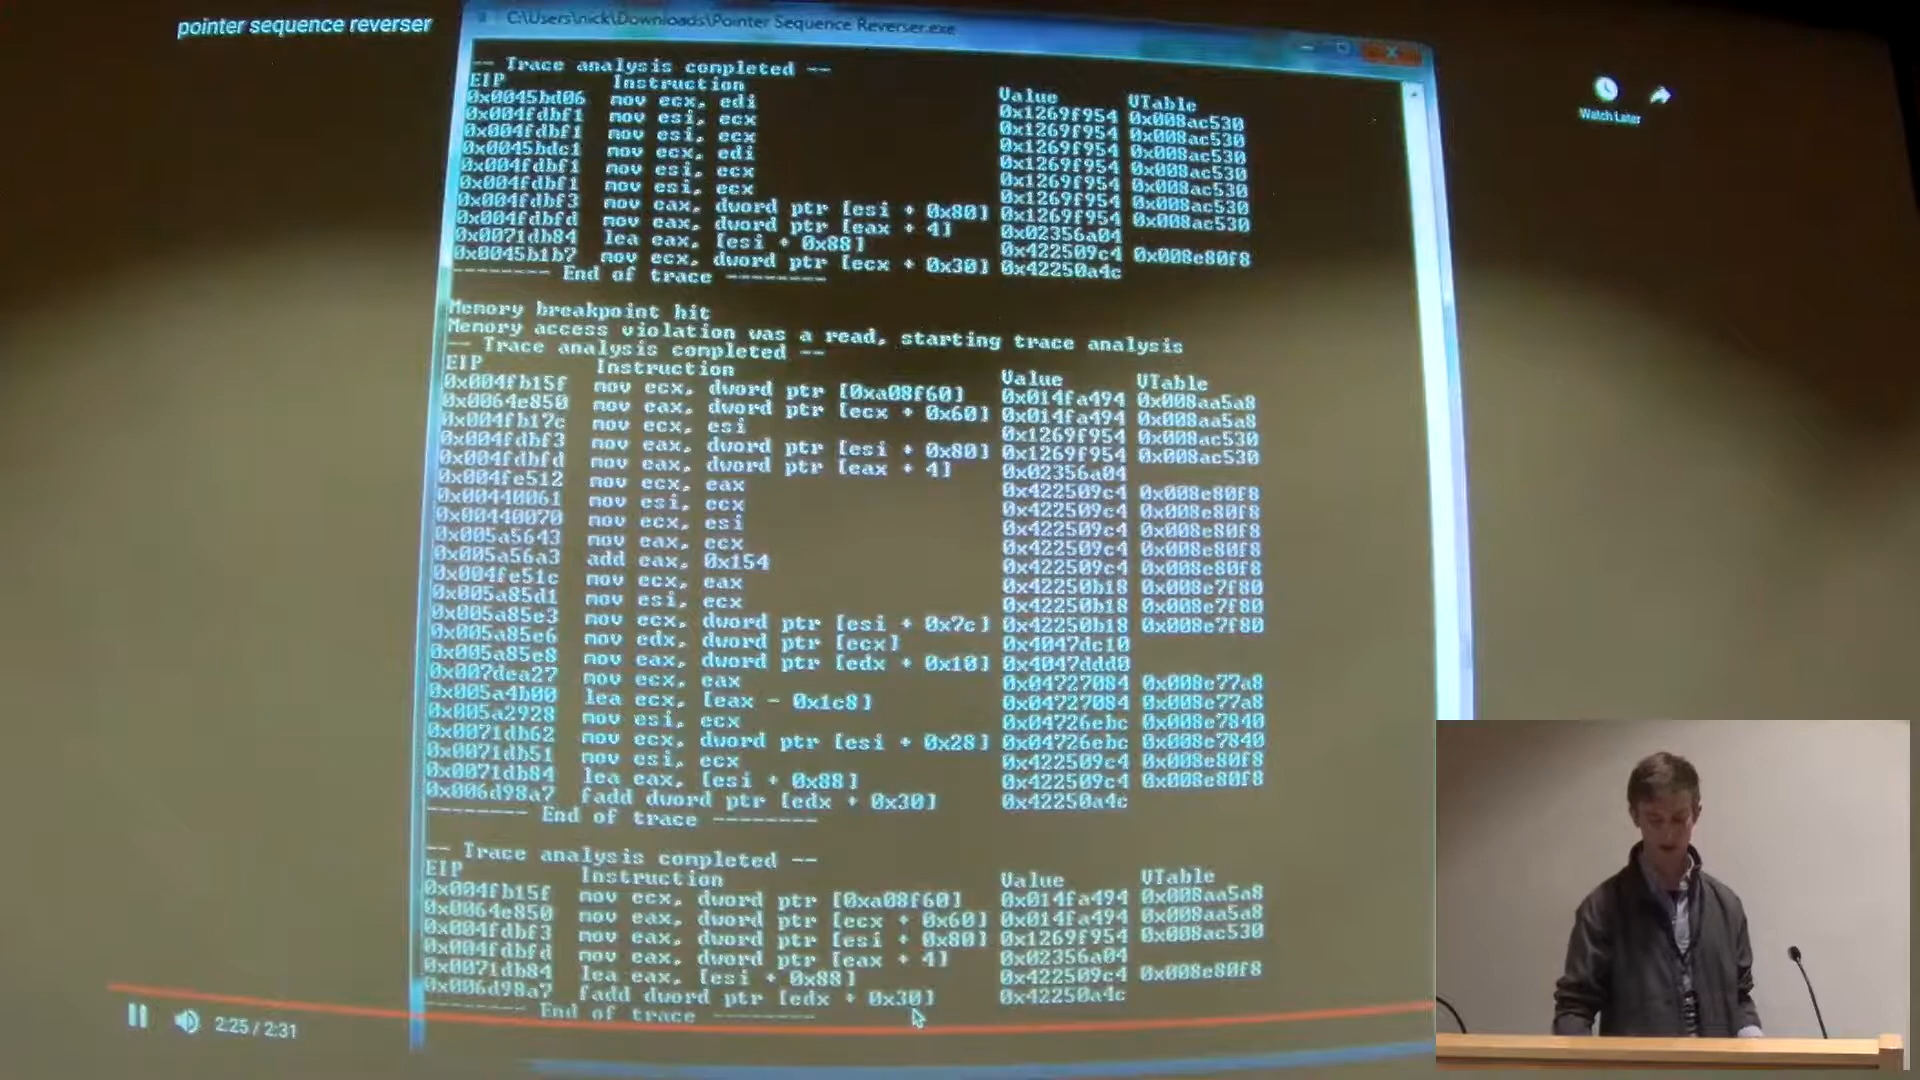 pointer sequence reverser
C:\Users\nick\Downloads\Pointer Sequence Reverser.exe
Watch Later
-- Trace analysis completed --
EIP Instruction Value VTable
0x0045bd06 mov ecx, edi 0x1269f954 0x008ac530
0x004fdbf1 mov esi, ecx 0x1269f954 0x008ac530
0x004fdbf1 mov esi, ecx 0x1269f954 0x008ac530
0x0045bdc1 mov ecx, edi 0x1269f954 0x008ac530
0x004fdbf1 mov esi, ecx 0x1269f954 0x008ac530
0x004fdbf1 mov esi, ecx 0x1269f954 0x008ac530
0x004fdbf3 mov eax, dword ptr [esi + 0x80] 0x1269f954 0x008ac530
0x004fdbfd mov eax, dword ptr [eax + 4] 0x02356a04
0x0071db84 lea eax, [esi + 0x88] 0x422509c4 0x008e80f8
0x0045b1b7 mov ecx, dword ptr [ecx + 0x30] 0x42250a4c
-------- End of trace --------
Memory breakpoint hit
Memory access violation was a read, starting trace analysis
-- Trace analysis completed --
EIP Instruction Value VTable
0x004fb15f mov ecx, dword ptr [0xa08f60] 0x014fa494 0x008aa5a8
0x0064e850 mov eax, dword ptr [ecx + 0x60] 0x014fa494 0x008aa5a8
0x004fb17c mov ecx, esi 0x1269f954 0x008ac530
0x004fdbf3 mov eax, dword ptr [esi + 0x80] 0x1269f954 0x008ac530
0x004fdbfd mov eax, dword ptr [eax + 4] 0x02356a04
0x004fe512 mov ecx, eax 0x422509c4 0x008e80f8
0x00440061 mov esi, ecx 0x422509c4 0x008e80f8
0x00440070 mov ecx, esi 0x422509c4 0x008e80f8
0x005a5643 mov eax, ecx 0x422509c4 0x008e80f8
0x005a56a3 add eax, 0x154 0x422509c4 0x008e80f8
0x004fe51c mov ecx, eax 0x42250b18 0x008e7f80
0x005a85d1 mov esi, ecx 0x42250b18 0x008e7f80
0x005a85e3 mov ecx, dword ptr [esi + 0x7c] 0x42250b18 0x008e7f80
0x005a85e6 mov edx, dword ptr [ecx] 0x4047dc10
0x005a85e8 mov eax, dword ptr [edx + 0x10] 0x4047ddd0
0x007dea27 mov ecx, eax 0x04727084 0x008e77a8
0x005a4b00 lea ecx, [eax - 0x1c8] 0x04727084 0x008e77a8
0x005a2928 mov esi, ecx 0x04726ebc 0x008e7840
0x0071db62 mov ecx, dword ptr [esi + 0x28] 0x04726ebc 0x008e7840
0x0071db51 mov esi, ecx 0x422509c4 0x008e80f8
0x0071db84 lea eax, [esi + 0x88] 0x422509c4 0x008e80f8
0x006d98a7 fadd dword ptr [edx + 0x30] 0x42250a4c
-------- End of trace --------
-- Trace analysis completed --
EIP Instruction Value VTable
0x004fb15f mov ecx, dword ptr [0xa08f60] 0x014fa494 0x008aa5a8
0x0064e850 mov eax, dword ptr [ecx + 0x60] 0x014fa494 0x008aa5a8
0x004fdbf3 mov eax, dword ptr [esi + 0x80] 0x1269f954 0x008ac530
0x004fdbfd mov eax, dword ptr [eax + 4] 0x02356a04
0x0071db84 lea eax, [esi + 0x88] 0x422509c4 0x008e80f8
0x006d98a7 fadd dword ptr [edx + 0x30] 0x42250a4c
-------- End of trace --------
2:25 / 2:31